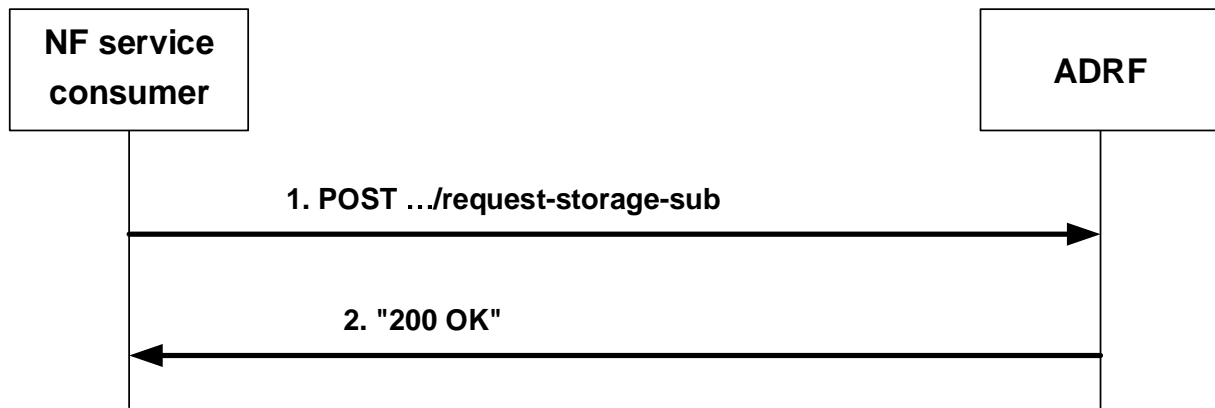 NF service
consumer
ADRF
1. POST …/request-storage-sub
2. "200 OK"